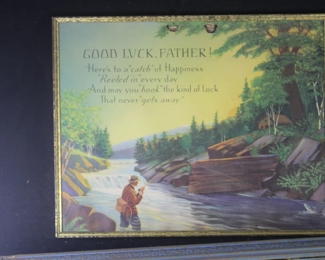 GOOD LUCK, FATHER!
Here's to a "catch" of Happiness
"Reeled in" every day
And may you "hook" the kind of luck
That never "gets away"